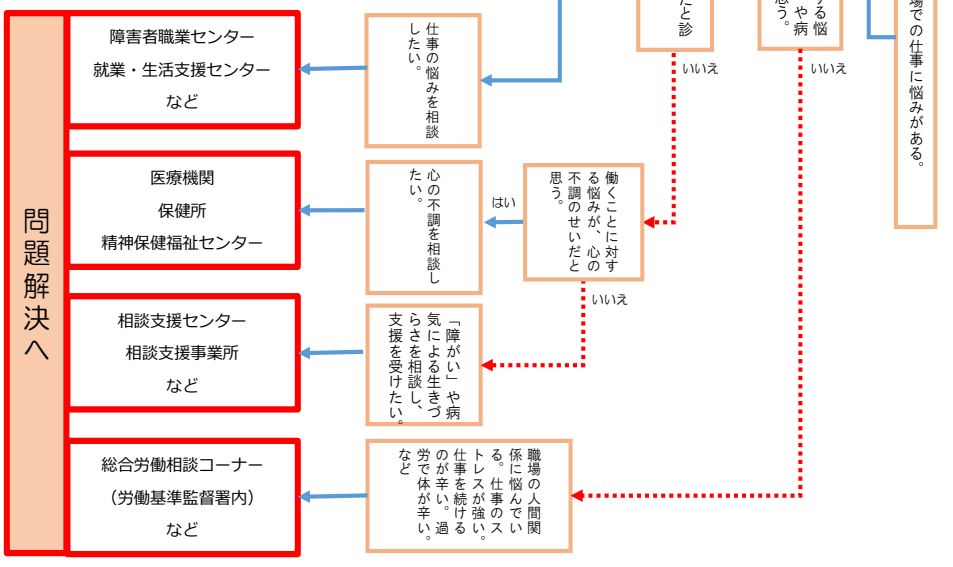 場での仕事に悩みがある。
する悩
や病
思う。
いいえ
だと診
いいえ
仕事の悩みを相談
したい。
障害者職業センター
就業・生活支援センター
など
働くことに対す
る悩みが、心の
不調のせいだと
思う。
はい
いいえ
心の不調を相談し
たい。
医療機関
保健所
精神保健福祉センター
「障がい」や病
気による生きづ
らさを相談し、
支援を受けたい。
相談支援センター
相談支援事業所
など
職場の人間関
係に悩んでい
る。仕事のス
トレスが強い。
仕事を続ける
のが辛い。過
労で体が辛い。
など
総合労働相談コーナー
（労働基準監督署内）
など
問題解決へ